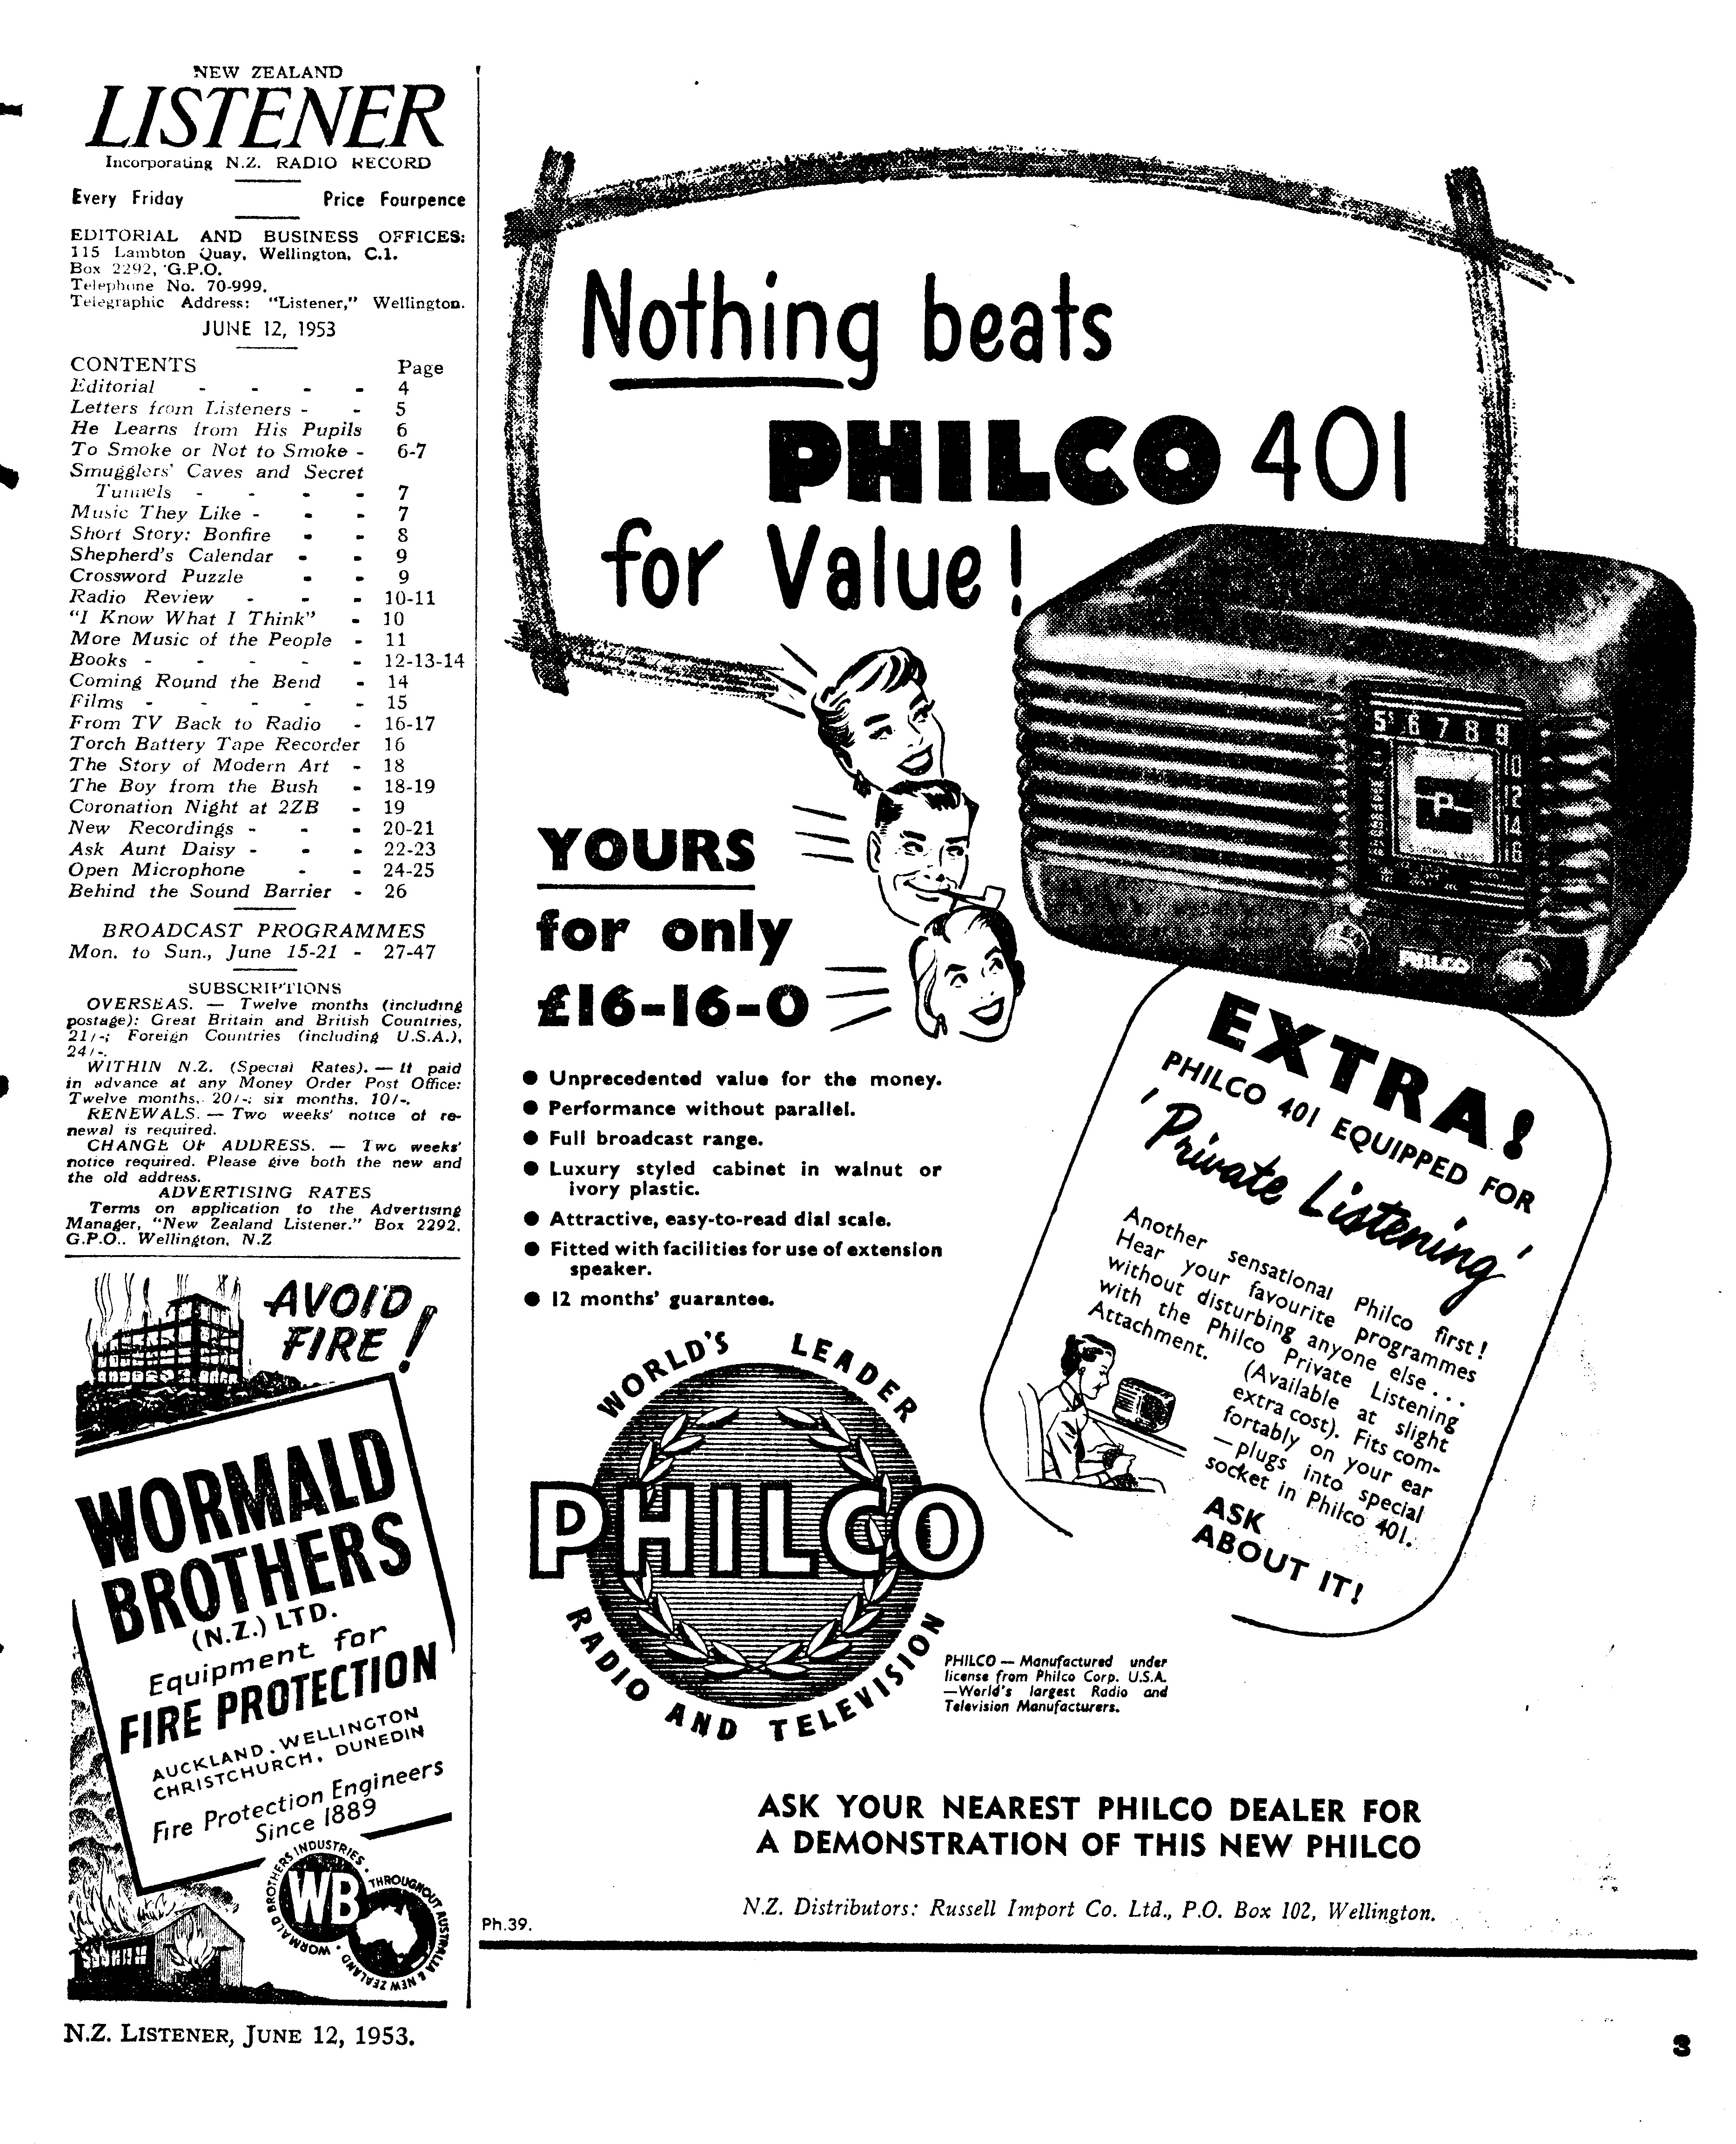 NEW ZEALAND
LISTENER
Incorporating N.Z. RADIO RECORD
Every Friday Price Fourpence
EDITORIAL AND BUSINESS OFFICES:
115 Lambton Quay, Wellington, C.1.
Box 2292, G.P.O.
Telephone No. 70-999.
Telegraphic Address: "Listener," Wellington.
JUNE 12, 1953
CONTENTS Page
Editorial - - - - 4
Letters from Listeners - - 5
He Learns from His Pupils 6
To Smoke or Not to Smoke - 6-7
Smugglers' Caves and Secret
Tunnels - - - - 7
Music They Like - - - 7
Short Story: Bonfire - - 8
Shepherd's Calendar - - 9
Crossword Puzzle - - 9
Radio Review - - - 10-11
"I Know What I Think" - 10
More Music of the People - 11
Books - - - - - 12-13-14
Coming Round the Bend - 14
Films - - - - - 15
From TV Back to Radio - 16-17
Torch Battery Tape Recorder 16
The Story of Modern Art - 18
The Boy from the Bush - 18-19
Coronation Night at 2ZB - 19
New Recordings - - - 20-21
Ask Aunt Daisy - - - 22-23
Open Microphone - - 24-25
Behind the Sound Barrier - 26
BROADCAST PROGRAMMES
Mon. to Sun., June 15-21 - 27-47
SUBSCRIPTIONS
OVERSEAS. — Twelve months (including
postage): Great Britain and British Countries,
21/-; Foreign Countries (including U.S.A.),
24/-.
WITHIN N.Z. (Special Rates). — If paid
in advance at any Money Order Post Office:
Twelve months, 20/-; six months, 10/-.
RENEWALS. — Two weeks' notice of re-
newal is required.
CHANGE OF ADDRESS. — Two weeks'
notice required. Please give both the new and
the old address.
ADVERTISING RATES
Terms on application to the Advertising
Manager, "New Zealand Listener." Box 2292,
G.P.O., Wellington, N.Z
AVOID
FIRE!
WORMALD
BROTHERS
(N.Z.) LTD.
Equipment for
FIRE PROTECTION
AUCKLAND, WELLINGTON
CHRISTCHURCH, DUNEDIN
Fire Protection Engineers
Since 1889
WORMALD BROTHERS INDUSTRIES
WB
THROUGHOUT AUSTRALIA & NEW ZEALAND
Nothing beats
PHILCO 401
for Value!
5⁵ 6 7 8 9
10
12
14
16
P
PHILCO
YOURS
for only
£16-16-0
● Unprecedented value for the money.
● Performance without parallel.
● Full broadcast range.
● Luxury styled cabinet in walnut or
ivory plastic.
● Attractive, easy-to-read dial scale.
● Fitted with facilities for use of extension
speaker.
● 12 months' guarantee.
EXTRA!
PHILCO 401 EQUIPPED FOR
'Private Listening'
Another sensational Philco first!
Hear your favourite programmes
without disturbing anyone else . . .
with the Philco Private Listening
Attachment. (Available at slight
extra cost). Fits com-
fortably on your ear
—plugs into special
socket in Philco 401.
ASK
ABOUT IT!
WORLD'S LEADER
PHILCO
RADIO AND TELEVISION
PHILCO — Manufactured under
license from Philco Corp. U.S.A.
—World's largest Radio and
Television Manufacturers.
ASK YOUR NEAREST PHILCO DEALER FOR
A DEMONSTRATION OF THIS NEW PHILCO
N.Z. Distributors: Russell Import Co. Ltd., P.O. Box 102, Wellington.
Ph.39.
N.Z. LISTENER, JUNE 12, 1953.
3